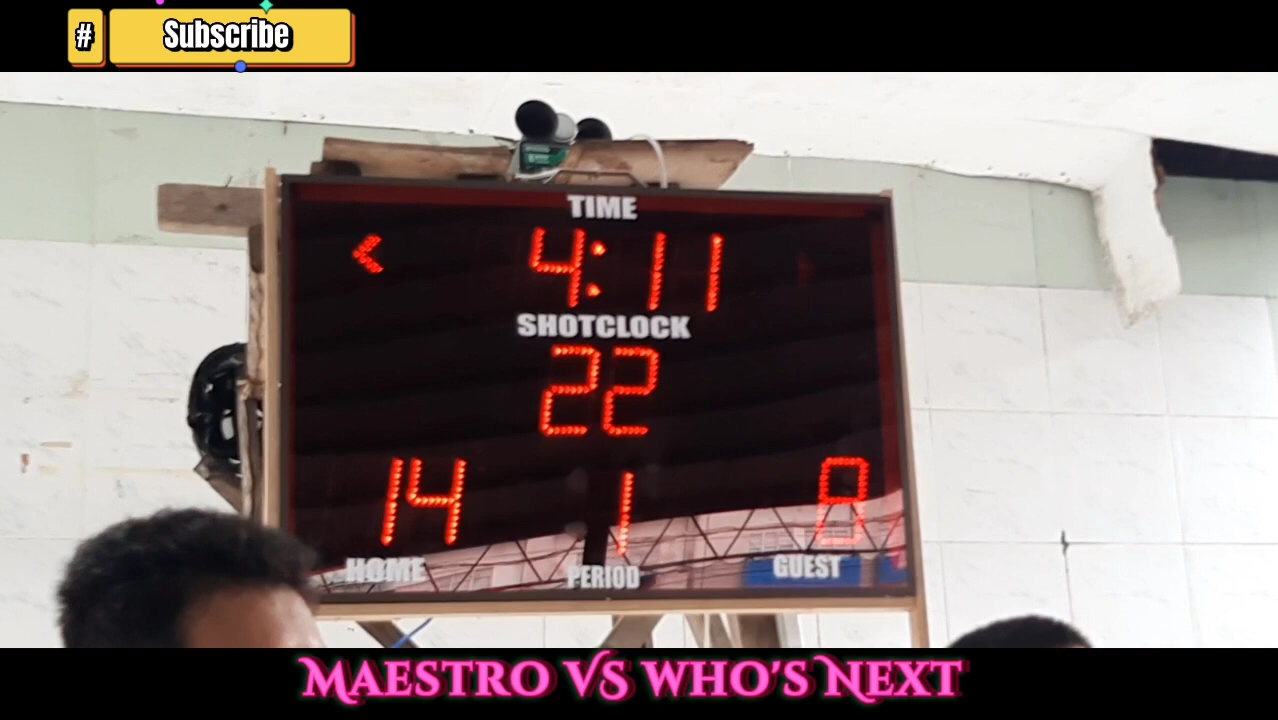 # Subscribe
TIME
< 4:11
SHOTCLOCK
22
14 1 8
HOME PERIOD GUEST
MAESTRO VS WHO'S NEXT